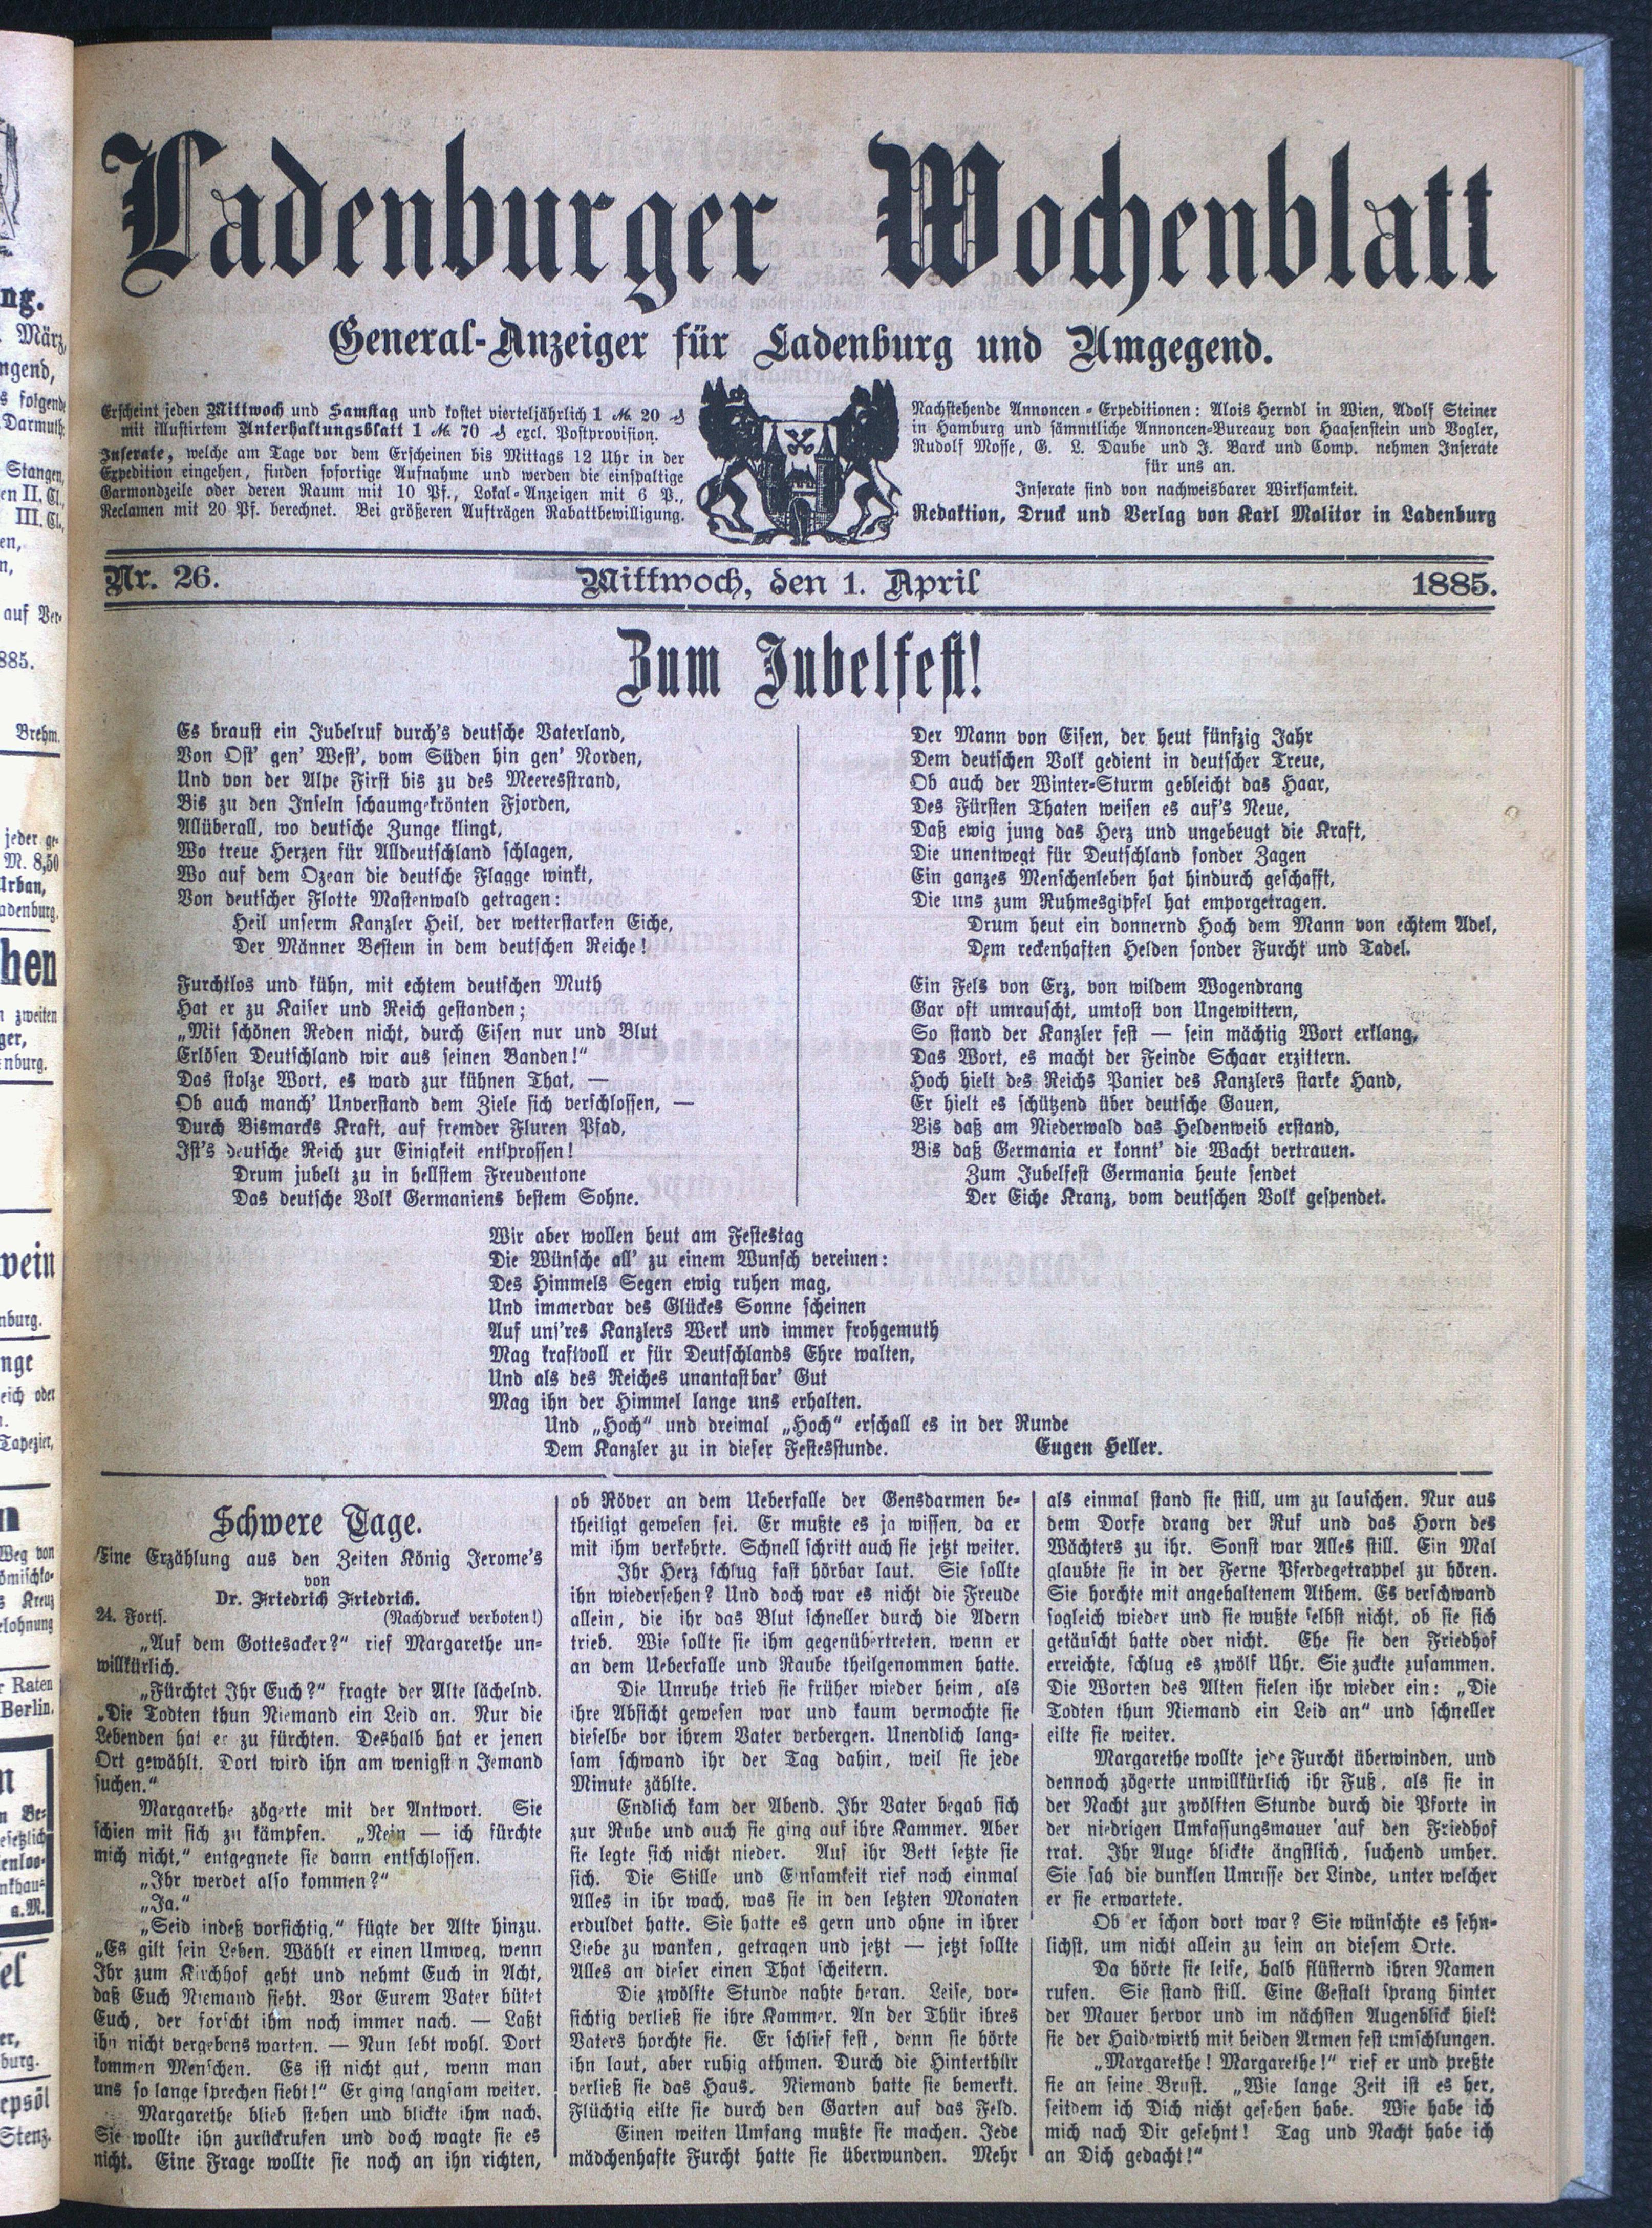 Ladenburger Wochenblatt
General-Anzeiger für Ladenburg und Umgegend.
Erscheint jeden Mittwoch und Samstag und kostet vierteljährlich 1 M. 20 ₰
mit illustirtem Unterhaltungsblatt 1 M. 70 ₰ excl. Postprovision.
Inserate, welche am Tage vor dem Erscheinen bis Mittags 12 Uhr in der
Expedition eingehen, finden sofortige Aufnahme und werden die einspaltige
Garmondzeile oder deren Raum mit 10 Pf., Lokal-Anzeigen mit 6 P.,
Reclamen mit 20 Pf. berechnet. Bei größeren Aufträgen Rabattbewilligung.
Nachstehende Annoncen-Expeditionen: Alois Herndl in Wien, Adolf Steiner
in Hamburg und sämmtliche Annoncen-Bureaux von Haasenstein und Vogler,
Rudolf Mosse, G. L. Daube und J. Barck und Comp. nehmen Inserate
für uns an.
Inserate sind von nachweisbarer Wirksamkeit.
Redaktion, Druck und Verlag von Karl Molitor in Ladenburg
Nr. 26. Mittwoch, den 1. April 1885.
Zum Jubelfest!
Es braust ein Jubelruf durch's deutsche Vaterland,
Von Ost' gen' West', vom Süden hin gen' Norden,
Und von der Alpe First bis zu des Meeresstrand,
Bis zu den Inseln schaumgekrönten Fjorden,
Allüberall, wo deutsche Zunge klingt,
Wo treue Herzen für Alldeutschland schlagen,
Wo auf dem Ozean die deutsche Flagge winkt,
Von deutscher Flotte Mastenwald getragen:
Heil unserm Kanzler Heil, der wetterstarken Eiche,
Der Männer Bestem in dem deutschen Reiche!
Furchtlos und kühn, mit echtem deutschen Muth
Hat er zu Kaiser und Reich gestanden;
„Mit schönen Reden nicht, durch Eisen nur und Blut
Erlösen Deutschland wir aus seinen Banden!“
Das stolze Wort, es ward zur kühnen That, —
Ob auch manch' Unverstand dem Ziele sich verschlossen, —
Durch Bismarcks Kraft, auf fremder Fluren Pfad,
Ist's deutsche Reich zur Einigkeit entsprossen!
Drum jubelt zu in hellstem Freudentone
Das deutsche Volk Germaniens bestem Sohne.
Der Mann von Eisen, der heut fünfzig Jahr
Dem deutschen Volk gedient in deutscher Treue,
Ob auch der Winter-Sturm gebleicht das Haar,
Des Fürsten Thaten weisen es auf's Neue,
Daß ewig jung das Herz und ungebeugt die Kraft,
Die unentwegt für Deutschland sonder Zagen
Ein ganzes Menschenleben hat hindurch geschafft,
Die uns zum Ruhmesgipfel hat emporgetragen.
Drum heut ein donnernd Hoch dem Mann von echtem Adel,
Dem reckenhaften Helden sonder Furcht und Tadel.
Ein Fels von Erz, von wildem Wogendrang
Gar oft umrauscht, umtost von Ungewittern,
So stand der Kanzler fest — sein mächtig Wort erklang,
Das Wort, es macht der Feinde Schaar erzittern.
Hoch hielt des Reichs Panier des Kanzlers starke Hand,
Er hielt es schützend über deutsche Gauen,
Bis daß am Niederwald das Heldenweib erstand,
Bis daß Germania er konnt' die Wacht vertrauen.
Zum Jubelfest Germania heute sendet
Der Eiche Kranz, vom deutschen Volk gespendet.
Wir aber wollen heut am Festestag
Die Wünsche all' zu einem Wunsch vereinen:
Des Himmels Segen ewig ruhen mag,
Und immerdar des Glückes Sonne scheinen
Auf uns'res Kanzlers Werk und immer frohgemuth
Mag kraftvoll er für Deutschlands Ehre walten,
Und als des Reiches unantastbar' Gut
Mag ihn der Himmel lange uns erhalten.
Und „Hoch“ und dreimal „Hoch“ erschall es in der Runde
Dem Kanzler zu in dieser Festesstunde.
Eugen Heller.
Schwere Tage.
Eine Erzählung aus den Zeiten König Jerome's
von
Dr. Friedrich Friedrich.
24. Forts. (Nachdruck verboten!)
„Auf dem Gottesacker?“ rief Margarethe un-
willkürlich.
„Fürchtet Ihr Euch?“ fragte der Alte lächelnd.
„Die Todten thun Niemand ein Leid an. Nur die
Lebenden hat er zu fürchten. Deshalb hat er jenen
Ort gewählt. Dort wird ihn am wenigst n Jemand
suchen.“
Margarethe zögerte mit der Antwort. Sie
schien mit sich zu kämpfen. „Nein — ich fürchte
mich nicht,“ entgegnete sie dann entschlossen.
„Ihr werdet also kommen?“
„Ja.“
„Seid indeß vorsichtig,“ fügte der Alte hinzu.
„Es gilt sein Leben. Wählt er einen Umweg, wenn
Ihr zum Kirchhof geht und nehmt Euch in Acht,
daß Euch Niemand sieht. Vor Eurem Vater hütet
Euch, der forscht ihm noch immer nach. — Laßt
ihn nicht vergebens warten. — Nun lebt wohl. Dort
kommen Menschen. Es ist nicht gut, wenn man
uns so lange sprechen sieht!“ Er ging langsam weiter.
Margarethe blieb stehen und blickte ihm nach.
Sie wollte ihn zurückrufen und doch wagte sie es
nicht. Eine Frage wollte sie noch an ihn richten,
ob Röver an dem Ueberfalle der Gensdarmen be-
theiligt gewesen sei. Er mußte es ja wissen, da er
mit ihm verkehrte. Schnell schritt auch sie jetzt weiter.
Ihr Herz schlug fast hörbar laut. Sie sollte
ihn wiedersehen? Und doch war es nicht die Freude
allein, die ihr das Blut schneller durch die Adern
trieb. Wie sollte sie ihm gegenübertreten, wenn er
an dem Ueberfalle und Raube theilgenommen hatte.
Die Unruhe trieb sie früher wieder heim, als
ihre Absicht gewesen war und kaum vermochte sie
dieselbe vor ihrem Vater verbergen. Unendlich lang-
sam schwand ihr der Tag dahin, weil sie jede
Minute zählte.
Endlich kam der Abend. Ihr Vater begab sich
zur Ruhe und auch sie ging auf ihre Kammer. Aber
sie legte sich nicht nieder. Auf ihr Bett setzte sie
sich. Die Stille und Einsamkeit rief noch einmal
Alles in ihr wach, was sie in den letzten Monaten
erduldet hatte. Sie hatte es gern und ohne in ihrer
Liebe zu wanken, getragen und jetzt — jetzt sollte
Alles an dieser einen That scheitern.
Die zwölfte Stunde nahte heran. Leise, vor-
sichtig verließ sie ihre Kammer. An der Thür ihres
Vaters horchte sie. Er schlief fest, denn sie hörte
ihn laut, aber ruhig athmen. Durch die Hinterthür
verließ sie das Haus. Niemand hatte sie bemerkt.
Flüchtig eilte sie durch den Garten auf das Feld.
Einen weiten Umfang mußte sie machen. Jede
mädchenhafte Furcht hatte sie überwunden. Mehr
als einmal stand sie still, um zu lauschen. Nur aus
dem Dorfe drang der Ruf und das Horn des
Wächters zu ihr. Sonst war Alles still. Ein Mal
glaubte sie in der Ferne Pferdegetrappel zu hören.
Sie horchte mit angehaltenem Athem. Es verschwand
sogleich wieder und sie wußte selbst nicht, ob sie sich
getäuscht hatte oder nicht. Ehe sie den Friedhof
erreichte, schlug es zwölf Uhr. Sie zuckte zusammen.
Die Worten des Alten fielen ihr wieder ein: „Die
Todten thun Niemand ein Leid an“ und schneller
eilte sie weiter.
Margarethe wollte jede Furcht überwinden, und
dennoch zögerte unwillkürlich ihr Fuß, als sie in
der Nacht zur zwölften Stunde durch die Pforte in
der niedrigen Umfassungsmauer auf den Friedhof
trat. Ihr Auge blickte ängstlich, suchend umher.
Sie sah die dunklen Umrisse der Linde, unter welcher
er sie erwartete.
Ob er schon dort war? Sie wünschte es sehn-
lichst, um nicht allein zu sein an diesem Orte.
Da hörte sie leise, halb flüsternd ihren Namen
rufen. Sie stand still. Eine Gestalt sprang hinter
der Mauer hervor und im nächsten Augenblick hielt
sie der Haidewirth mit beiden Armen fest umschlungen.
„Margarethe! Margarethe!“ rief er und preßte
sie an seine Brust. „Wie lange Zeit ist es her,
seitdem ich Dich nicht gesehen habe. Wie habe ich
mich nach Dir gesehnt! Tag und Nacht habe ich
an Dich gedacht!“